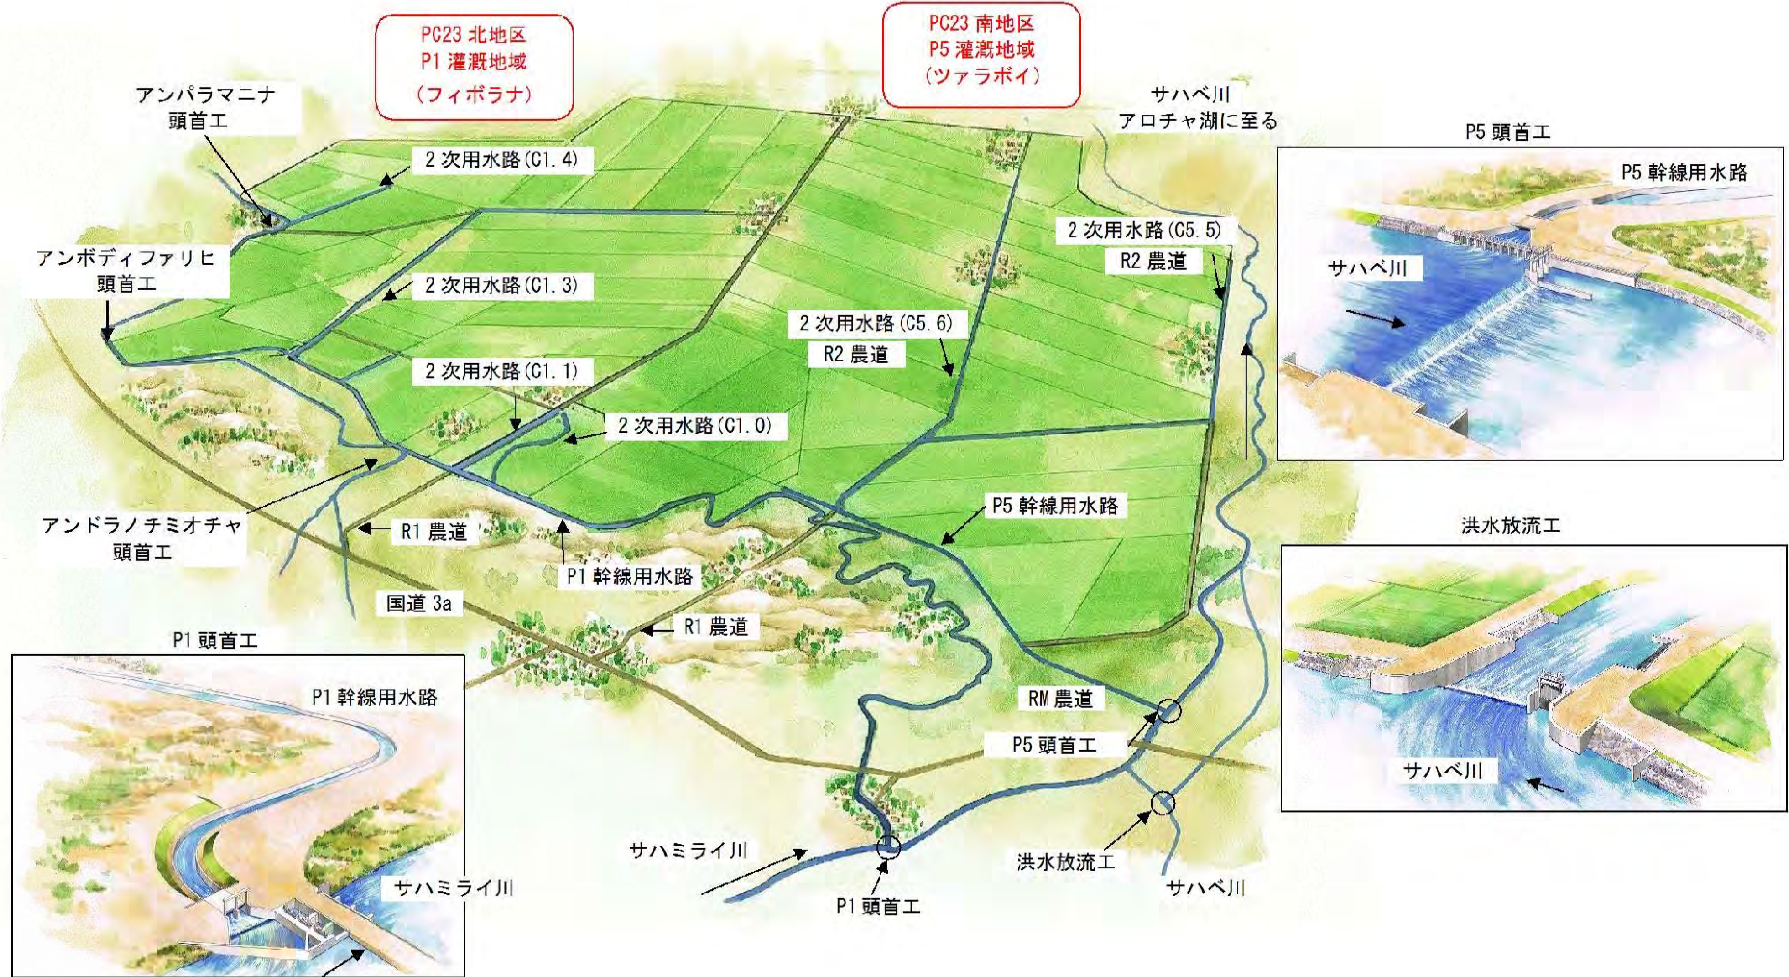 PC23 北地区
P1 灌漑地域
(フィボラナ)
PC23 南地区
P5 灌漑地域
(ツァラボイ)
アンパラマニナ
頭首工
サハベ川
アロチャ湖に至る
P5 頭首工
P5 幹線用水路
サハベ川
2 次用水路(C1.4)
2 次用水路(C5.5)
R2 農道
アンボディファリヒ
頭首工
2 次用水路(C1.3)
2 次用水路(C5.6)
R2 農道
2 次用水路(C1.1)
2 次用水路(C1.0)
P5 幹線用水路
アンドラノチミオチャ
頭首工
R1 農道
P1 幹線用水路
国道 3a
R1 農道
洪水放流工
サハベ川
P1 頭首工
P1 幹線用水路
サハミライ川
RM 農道
P5 頭首工
サハミライ川
洪水放流工
P1 頭首工
サハベ川